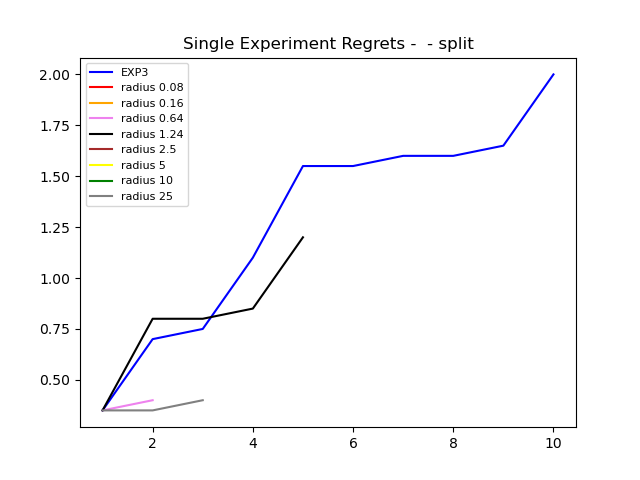 Single Experiment Regrets -  - split
2.00
1.75
1.50
1.25
1.00
0.75
0.50
EXP3
radius 0.08
radius 0.16
radius 0.64
radius 1.24
radius 2.5
radius 5
radius 10
radius 25
2 4 6 8 10